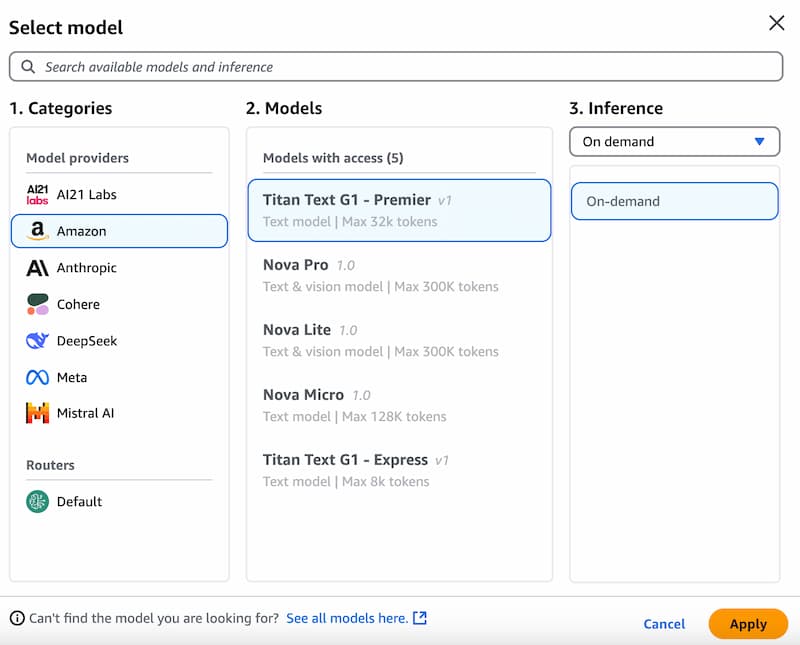 Select model
Search available models and inference
1. Categories
Model providers
AI21 labs AI21 Labs
a Amazon
Anthropic
Cohere
DeepSeek
Meta
Mistral AI
Routers
Default
2. Models
Models with access (5)
Titan Text G1 - Premier v1
Text model | Max 32k tokens
Nova Pro 1.0
Text & vision model | Max 300K tokens
Nova Lite 1.0
Text & vision model | Max 300K tokens
Nova Micro 1.0
Text model | Max 128K tokens
Titan Text G1 - Express v1
Text model | Max 8k tokens
3. Inference
On demand
On-demand
Can't find the model you are looking for? See all models here.
Cancel
Apply